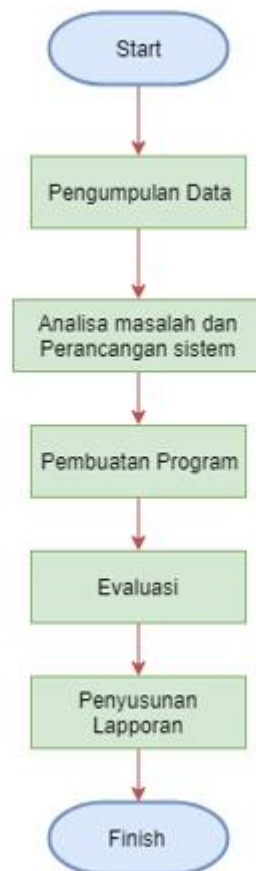 Start
Pengumpulan Data
Analisa masalah dan
Perancangan sistem
Pembuatan Program
Evaluasi
Penyusunan
Lapporan
Finish